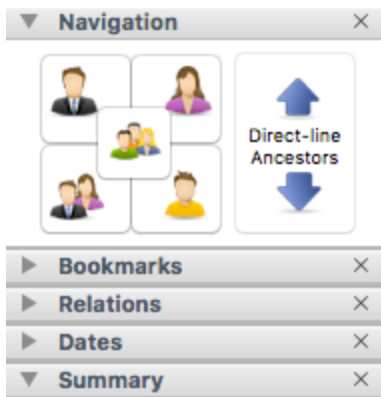 Navigation
Direct-line
Ancestors
Bookmarks
Relations
Dates
Summary